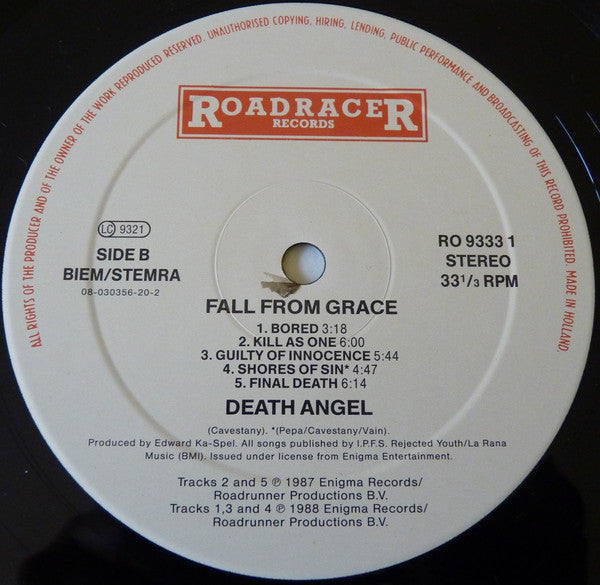 ALL RIGHTS OF THE PRODUCER AND OF THE OWNER OF THE WORK REPRODUCED RESERVED. UNAUTHORISED COPYING, HIRING, LENDING, PUBLIC PERFORMANCE AND BROADCASTING OF THIS RECORD PROHIBITED. MADE IN HOLLAND.
ROADRACER
RECORDS
LC 9321
SIDE B
BIEM/STEMRA
08-030356-20-2
RO 9333 1
STEREO
33 1/3 RPM
FALL FROM GRACE
1. BORED 3:18
2. KILL AS ONE 6:00
3. GUILTY OF INNOCENCE 5:44
4. SHORES OF SIN* 4:47
5. FINAL DEATH 6:14
DEATH ANGEL
(Cavestany). *(Pepa/Cavestany/Vain).
Produced by Edward Ka-Spel. All songs published by I.P.F.S. Rejected Youth/La Rana
Music (BMI). Issued under license from Enigma Entertainment.
Tracks 2 and 5 ℗ 1987 Enigma Records/
Roadrunner Productions B.V.
Tracks 1,3 and 4 ℗ 1988 Enigma Records/
Roadrunner Productions B.V.